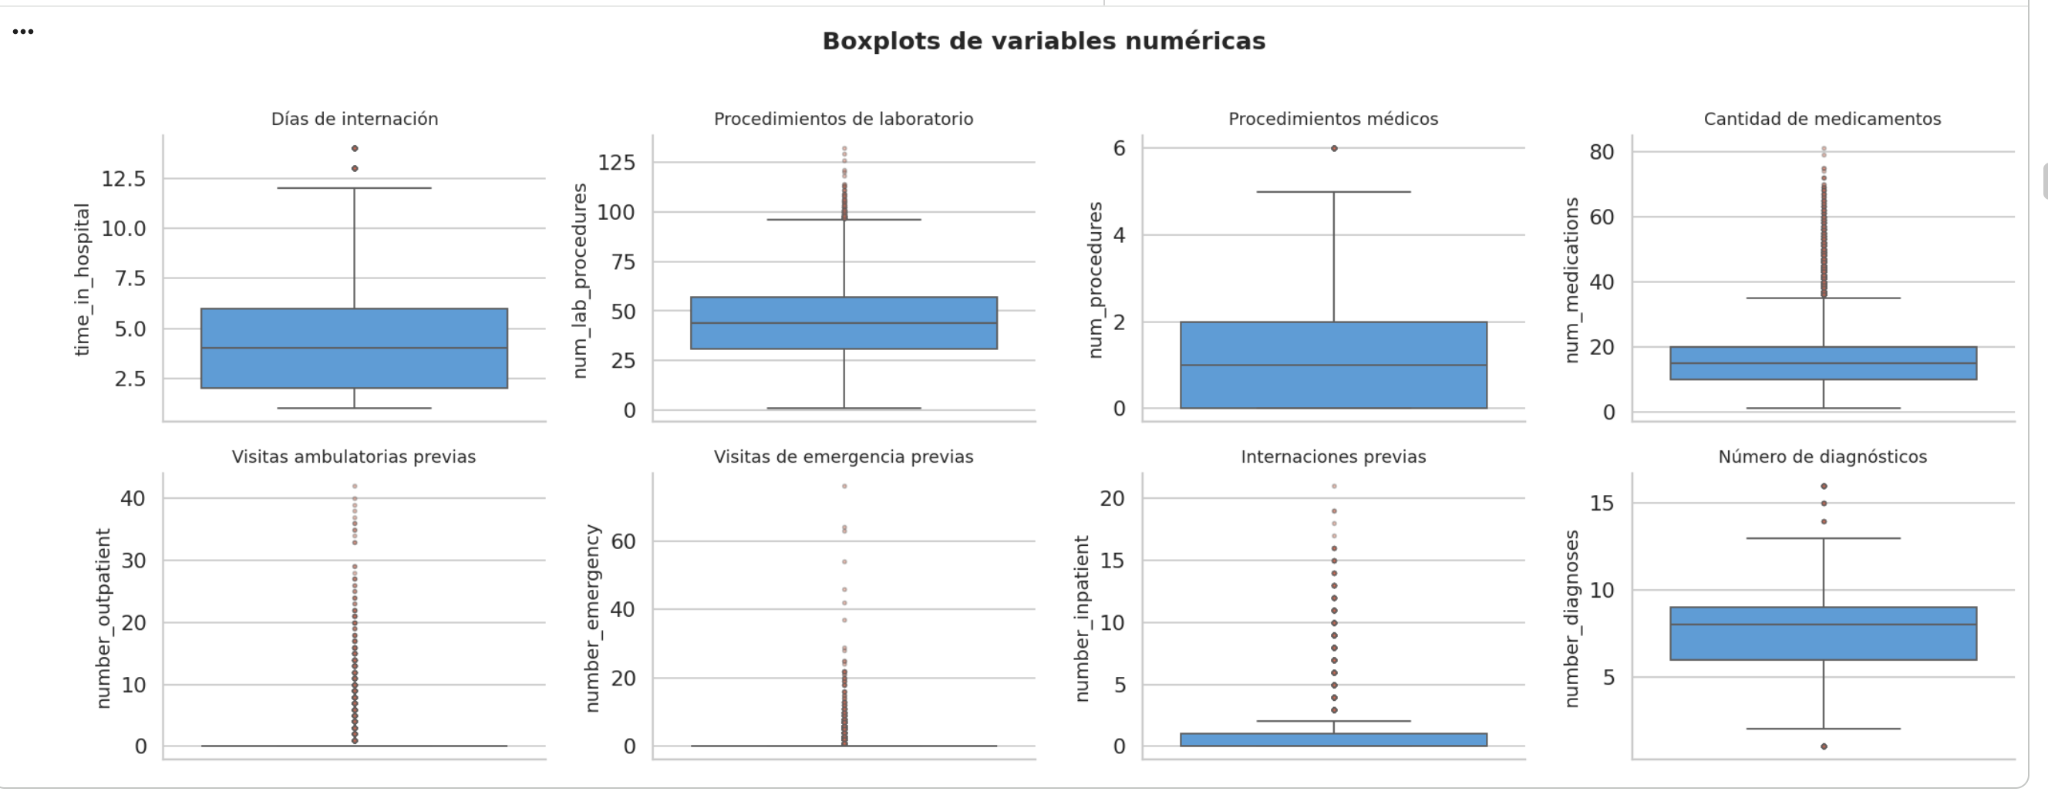 •••
Boxplots de variables numéricas
Días de internación
Procedimientos de laboratorio
Procedimientos médicos
Cantidad de medicamentos
time_in_hospital
12.5
10.0
7.5
5.0
2.5
num_lab_procedures
125
100
75
50
25
0
num_procedures
6
4
2
0
num_medications
80
60
40
20
0
Visitas ambulatorias previas
Visitas de emergencia previas
Internaciones previas
Número de diagnósticos
number_outpatient
40
30
20
10
0
number_emergency
60
40
20
0
number_inpatient
20
15
10
5
0
number_diagnoses
15
10
5